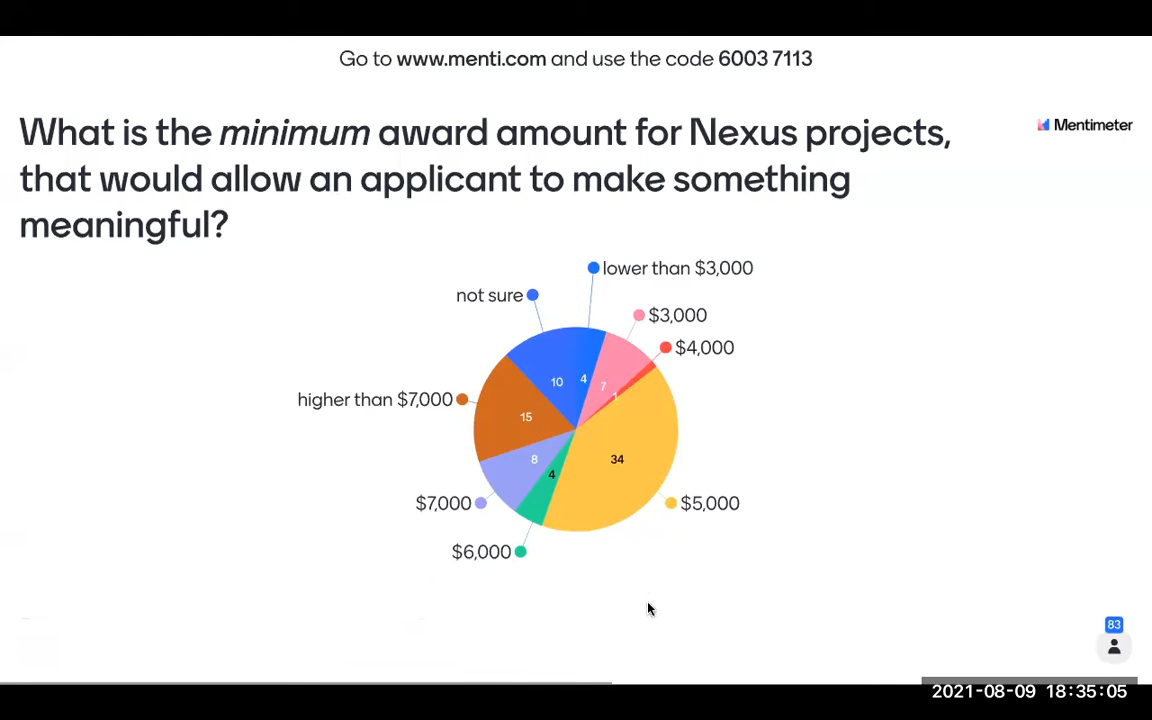 Go to www.menti.com and use the code 6003 7113
What is the minimum award amount for Nexus projects,
that would allow an applicant to make something
meaningful?
Mentimeter
lower than $3,000
not sure
$3,000
$4,000
10
4
7
1
higher than $7,000
15
34
8
4
$7,000
$5,000
$6,000
83
2021-08-09 18:35:05